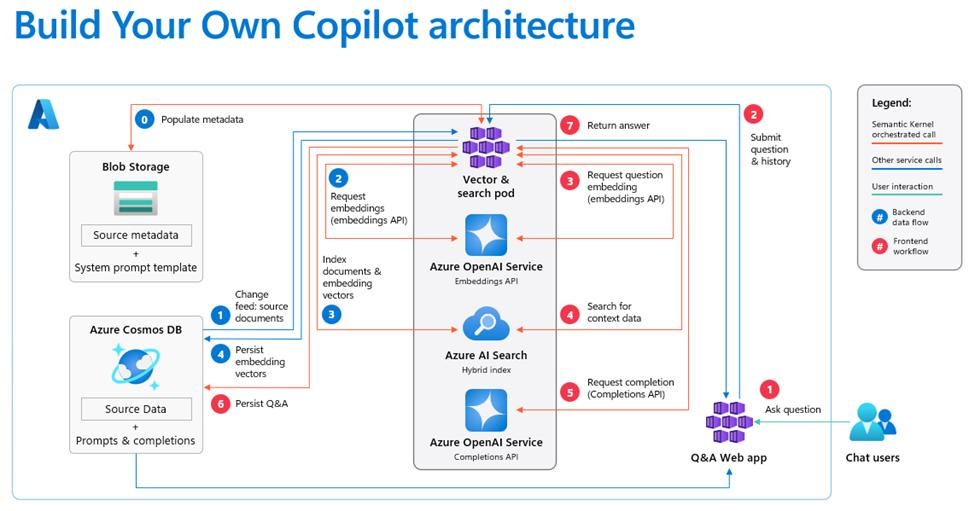 Build Your Own Copilot architecture
0
Populate metadata
Blob Storage
Source metadata
+
System prompt template
Azure Cosmos DB
Source Data
+
Prompts & completions
1
Change
feed: source
documents
4
Persist
embedding
vectors
6
Persist Q&A
2
Request
embeddings
(embeddings API)
Index
documents &
embedding
vectors
3
Vector &
search pod
Azure OpenAI Service
Embeddings API
Azure AI Search
Hybrid index
Azure OpenAI Service
Completions API
7
Return answer
3
Request question
embedding
(embeddings API)
4
Search for
context data
5
Request completion
(Completions API)
2
Submit
question
& history
1
Ask question
Q&A Web app
Chat users
Legend:
Semantic Kernel
orchestrated call
Other service calls
User interaction
#
Backend
data flow
#
Frontend
workflow